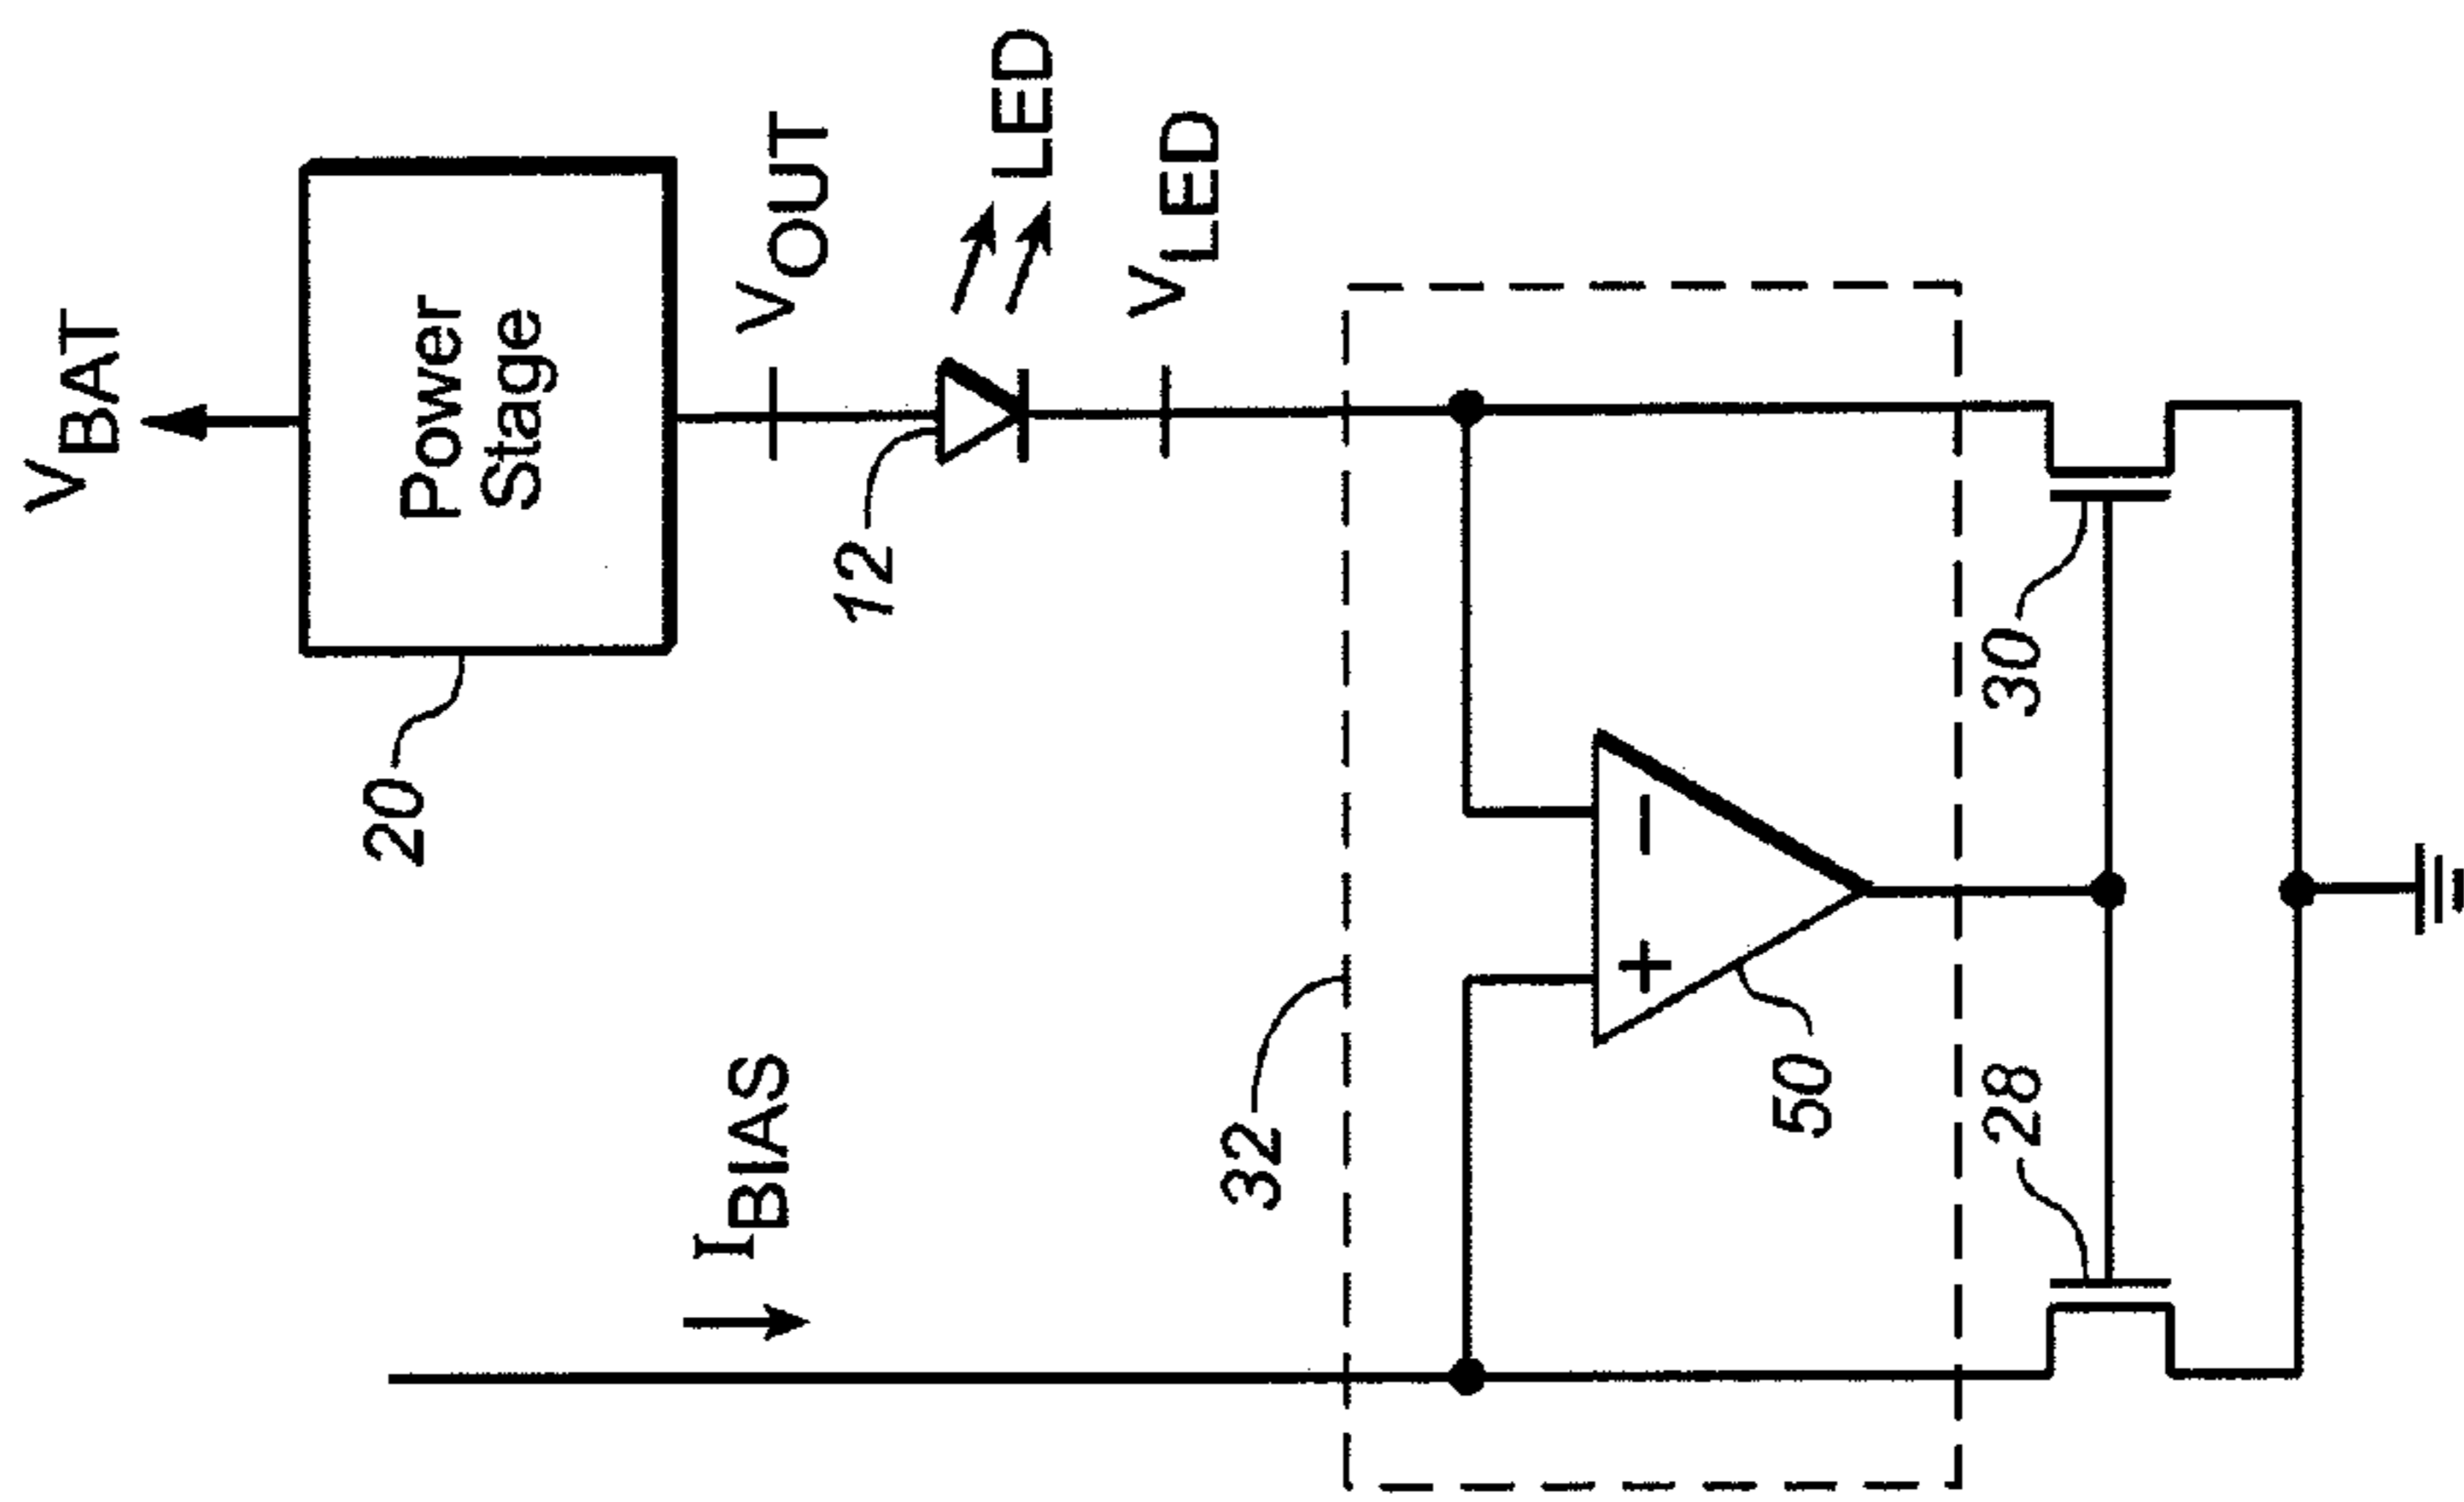 VBAT
Power
Stage
20
VOUT
12
LED
VLED
IBIAS
32
+
−
50
30
28